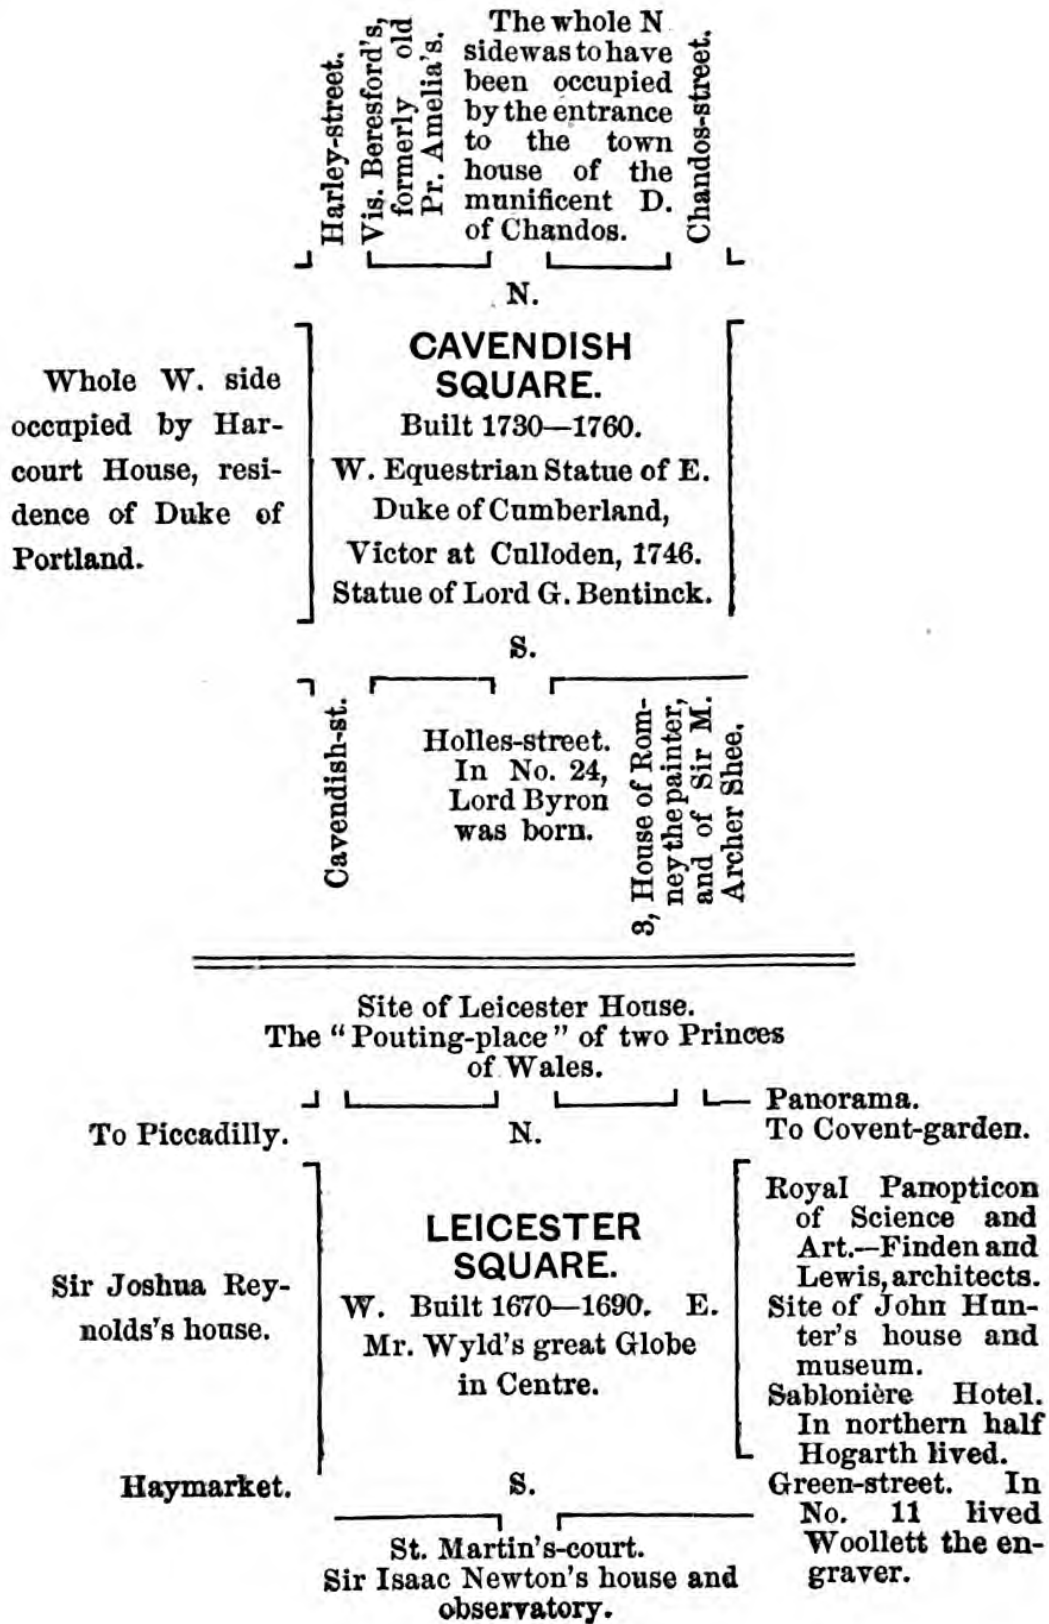 Harley-street.
Vis. Beresford's,
formerly old
Pr. Amelia's.
The whole N
side was to have
been occupied
by the entrance
to the town
house of the
munificent D.
of Chandos.
Chandos-street.
N.
CAVENDISH
SQUARE.
Built 1730—1760.
W. Equestrian Statue of E.
Duke of Cumberland,
Victor at Culloden, 1746.
Statue of Lord G. Bentinck.
Whole W. side
occupied by Har-
court House, resi-
dence of Duke of
Portland.
S.
Cavendish-st.
Holles-street.
In No. 24,
Lord Byron
was born.
3, House of Rom-
ney the painter,
and of Sir M.
Archer Shee.
Site of Leicester House.
The "Pouting-place" of two Princes
of Wales.
To Piccadilly.
N.
Panorama.
To Covent-garden.
Sir Joshua Rey-
nolds's house.
LEICESTER
SQUARE.
W. Built 1670—1690. E.
Mr. Wyld's great Globe
in Centre.
Royal Panopticon
of Science and
Art.—Finden and
Lewis, architects.
Site of John Hun-
ter's house and
museum.
Sablonière Hotel.
In northern half
Hogarth lived.
Green-street. In
No. 11 lived
Woollett the en-
graver.
Haymarket.
S.
St. Martin's-court.
Sir Isaac Newton's house and
observatory.